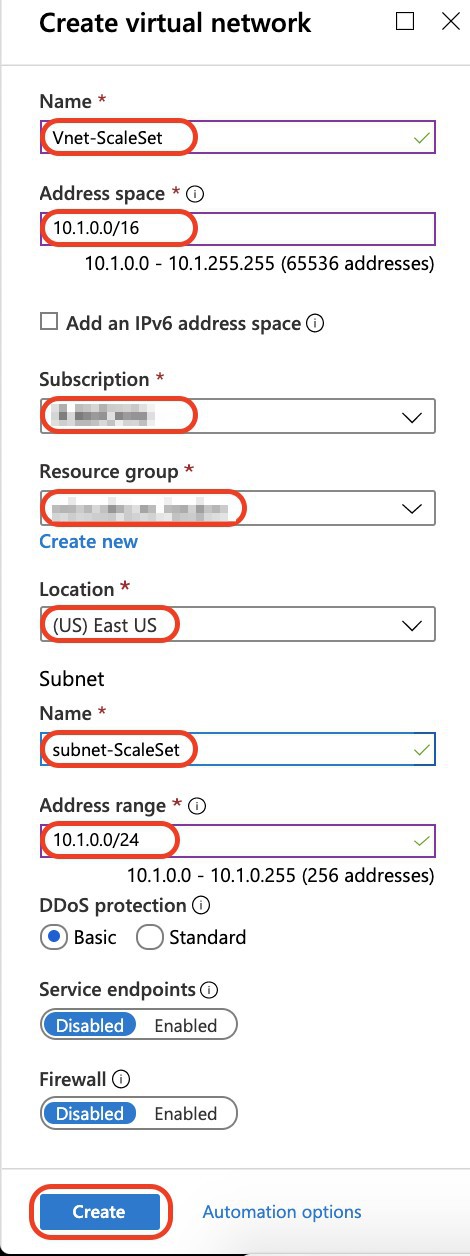 Create virtual network
Name *
Vnet-ScaleSet
Address space *
10.1.0.0/16
10.1.0.0 - 10.1.255.255 (65536 addresses)
Add an IPv6 address space
Subscription *
Resource group *
Create new
Location *
(US) East US
Subnet
Name *
subnet-ScaleSet
Address range *
10.1.0.0/24
10.1.0.0 - 10.1.0.255 (256 addresses)
DDoS protection
Basic Standard
Service endpoints
Disabled Enabled
Firewall
Disabled Enabled
Create Automation options